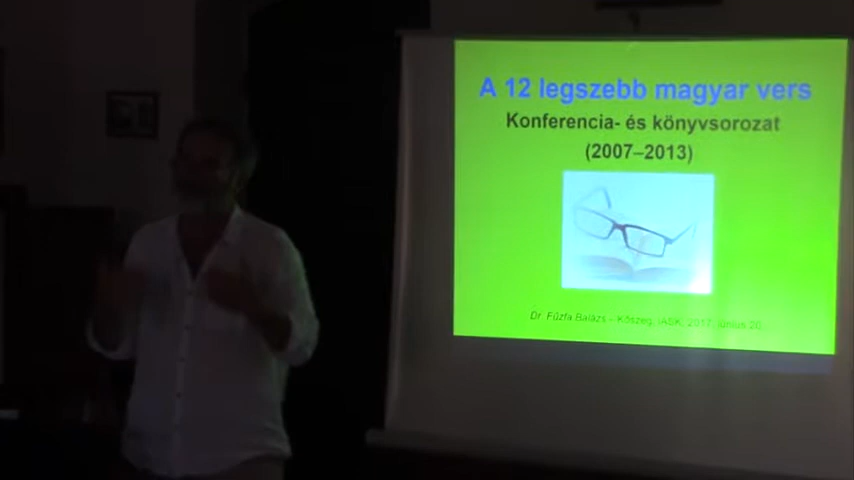 A 12 legszebb magyar vers
Konferencia- és könyvsorozat
(2007–2013)
Dr. Fűzfa Balázs – Kőszeg, iASK, 2017. június 26.